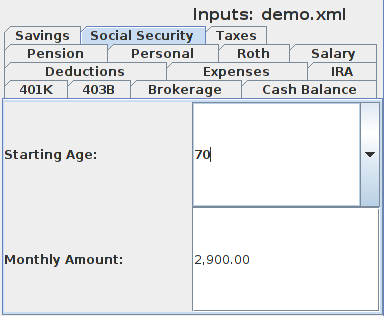 Inputs: demo.xml
Savings Social Security Taxes
Pension Personal Roth Salary
Deductions Expenses IRA
401K 403B Brokerage Cash Balance
Starting Age: 70
Monthly Amount: 2,900.00